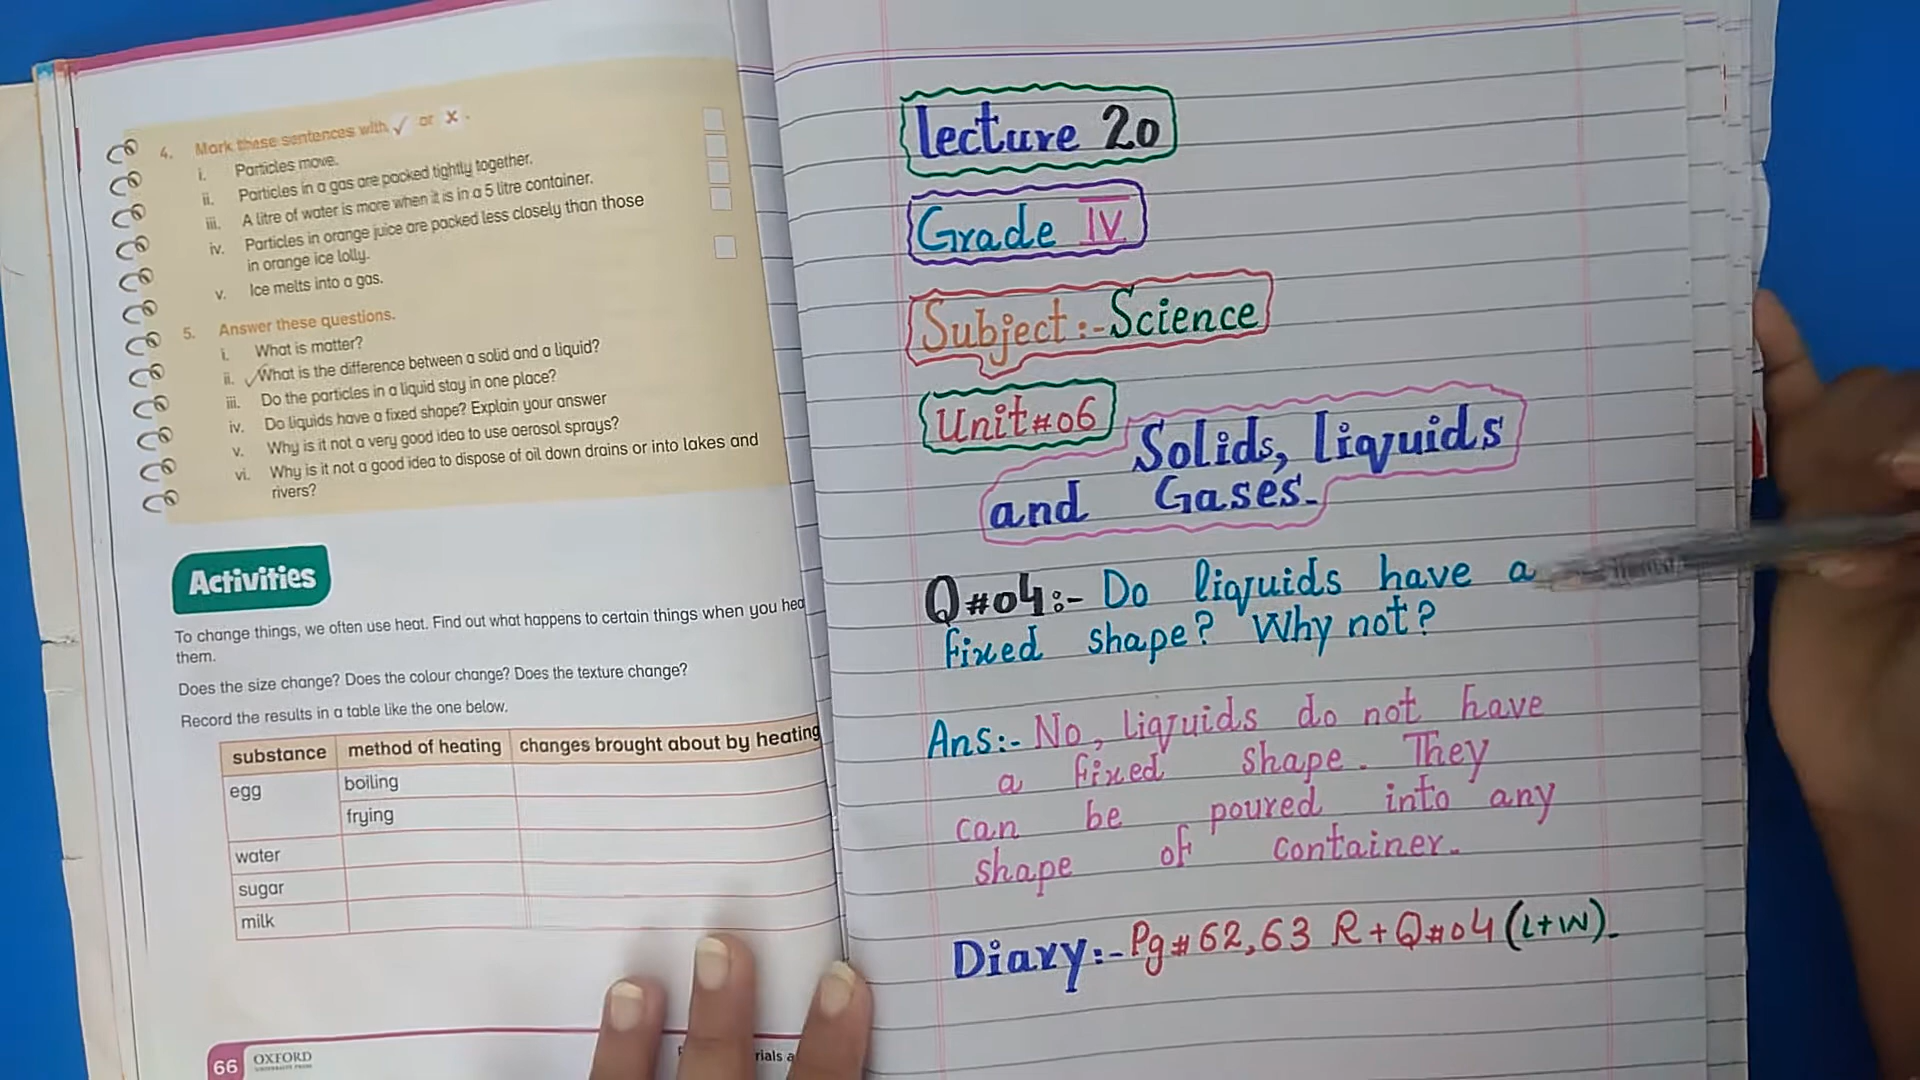 4. Mark these sentences with ✓ or ×.
i. Particles move.
ii. Particles in a gas are packed tightly together.
iii. A litre of water is more when it is in a 5 litre container.
iv. Particles in orange juice are packed less closely than those
in orange ice lolly.
v. Ice melts into a gas.
5. Answer these questions.
i. What is matter?
ii. What is the difference between a solid and a liquid?
iii. Do the particles in a liquid stay in one place?
iv. Do liquids have a fixed shape? Explain your answer
v. Why is it not a very good idea to use aerosol sprays?
vi. Why is it not a good idea to dispose of oil down drains or into lakes and
rivers?
Activities
To change things, we often use heat. Find out what happens to certain things when you hea
them.
Does the size change? Does the colour change? Does the texture change?
Record the results in a table like the one below.
substance method of heating changes brought about by heating
egg boiling
frying
water
sugar
milk
66 OXFORD
UNIVERSITY PRESS
lecture 20
Grade IV
Subject:- Science
Unit#06
Solids, liquids
and Gases.
Q#04:- Do liquids have a
fixed shape? Why not?
Ans:- No, liquids do not have
a fixed shape. They
can be poured into any
shape of container.
Diary:- Pg# 62,63 R+Q#04 (L+W).